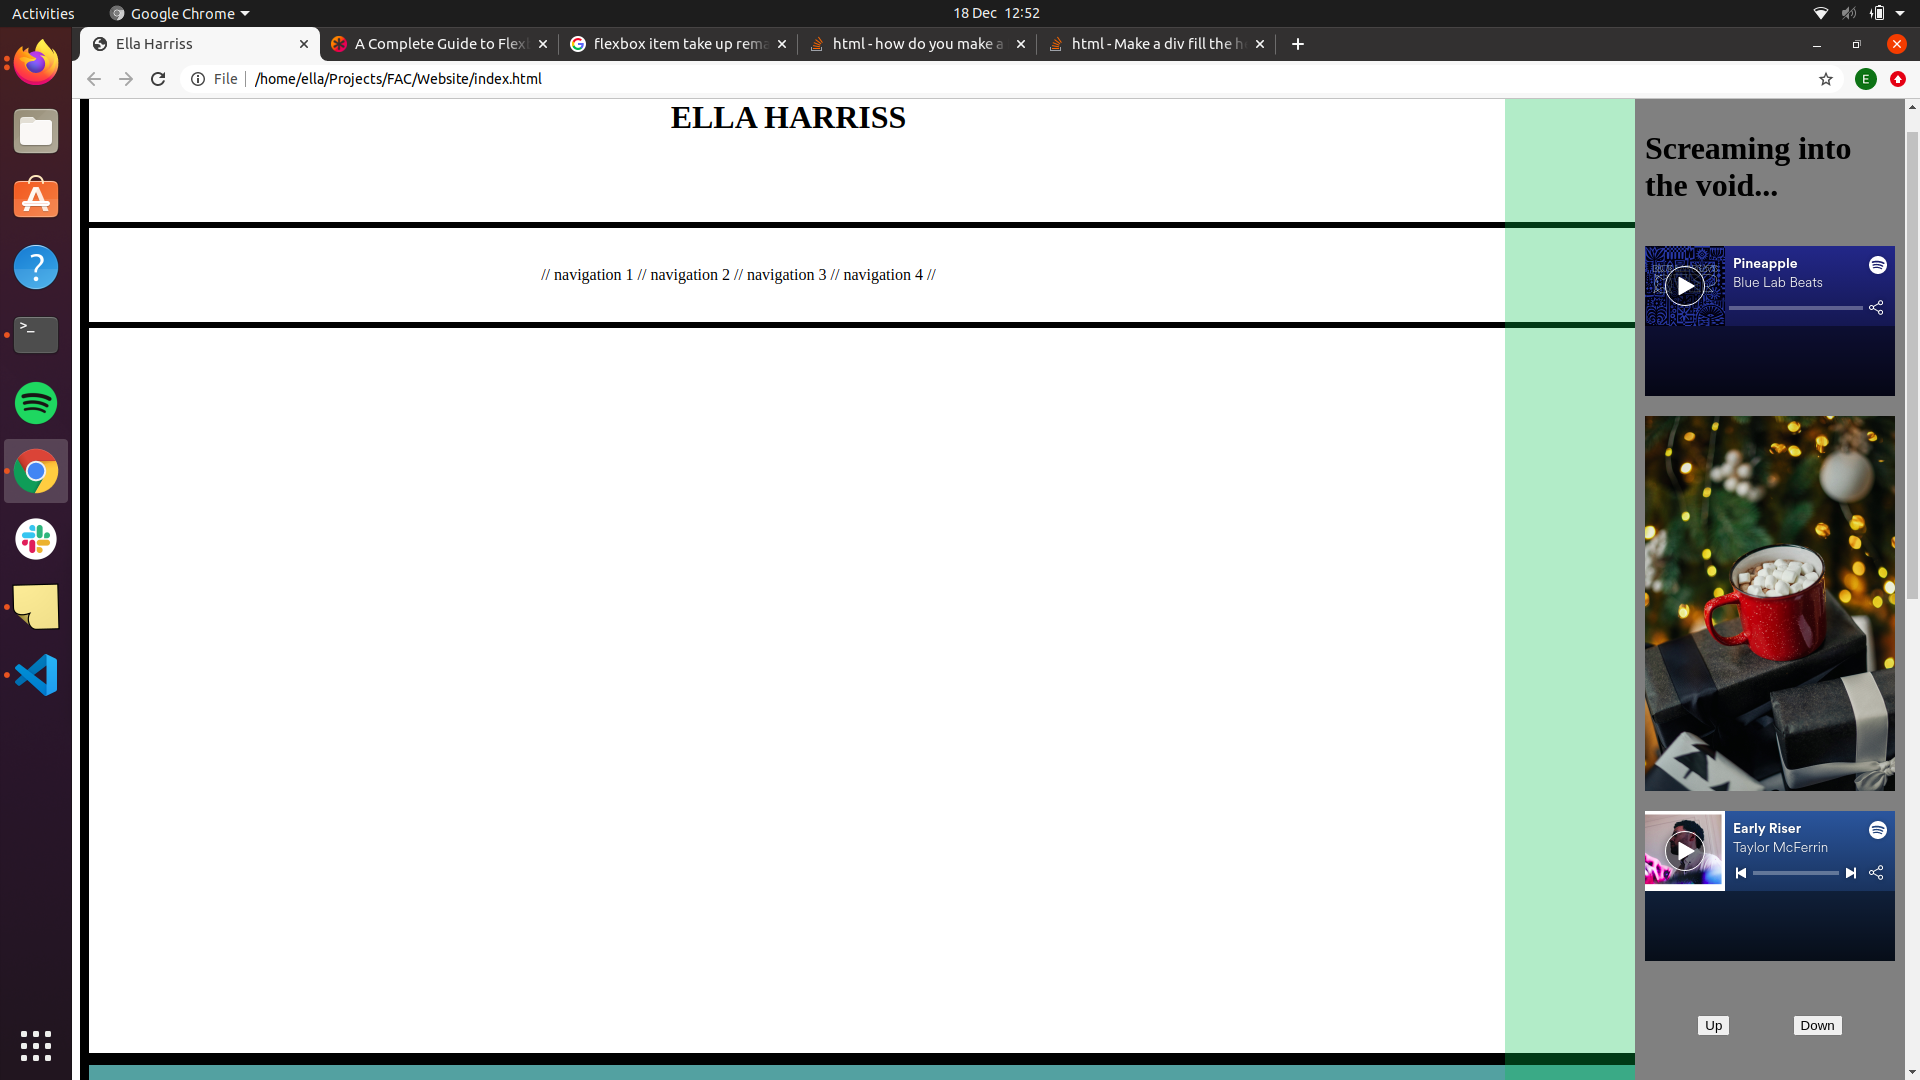 Activities
Google Chrome
18 Dec 12:52
Ella Harriss
A Complete Guide to Flex
flexbox item take up rema
html - how do you make a
html - Make a div fill the h
File
/home/ella/Projects/FAC/Website/index.html
E
ELLA HARRISS
// navigation 1 // navigation 2 // navigation 3 // navigation 4 //
Screaming into
the void...
Pineapple
Blue Lab Beats
Early Riser
Taylor McFerrin
Up
Down